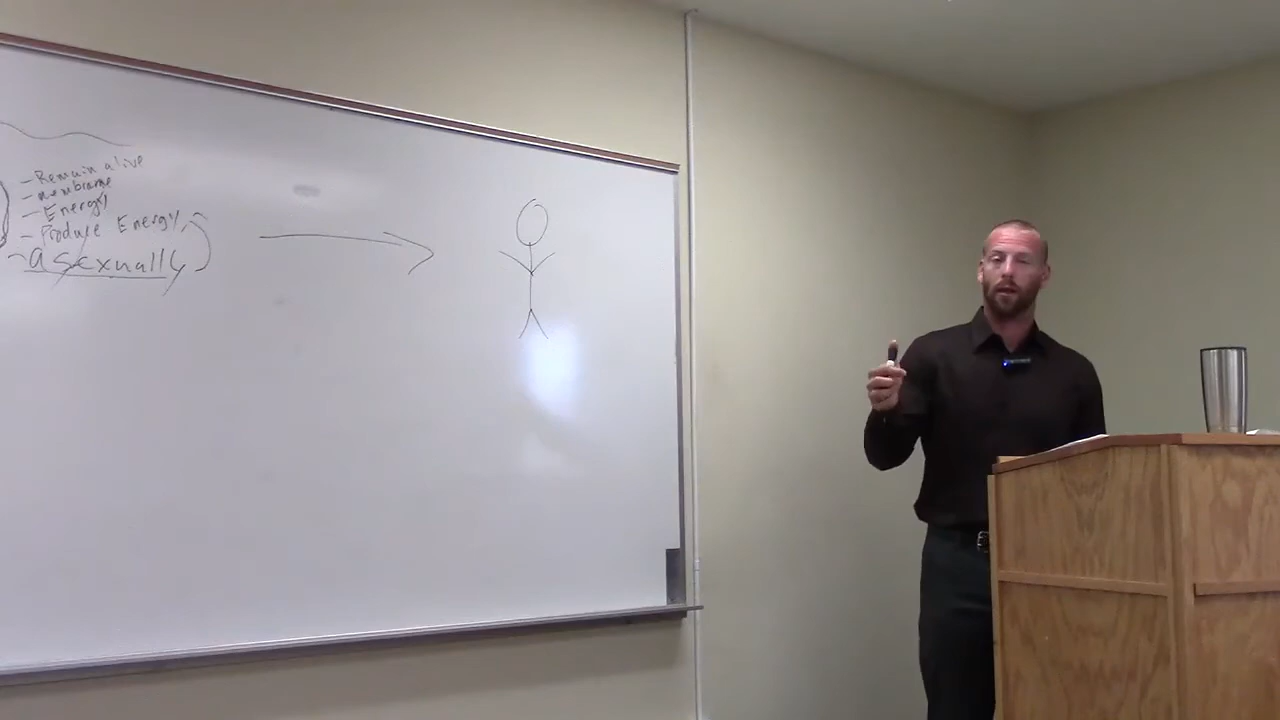 - Remain alive
- membrane
- Energy
- Produce Energy
- asexually